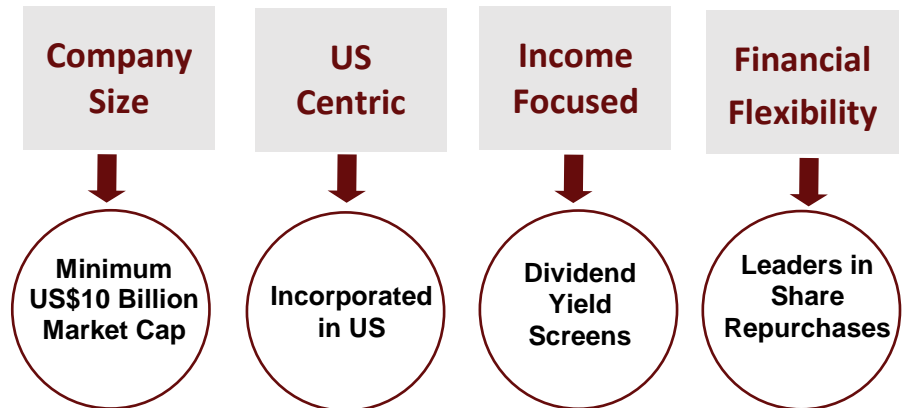 Company
Size
US
Centric
Income
Focused
Financial
Flexibility
Minimum
US$10 Billion
Market Cap
Incorporated
in US
Dividend
Yield
Screens
Leaders in
Share
Repurchases